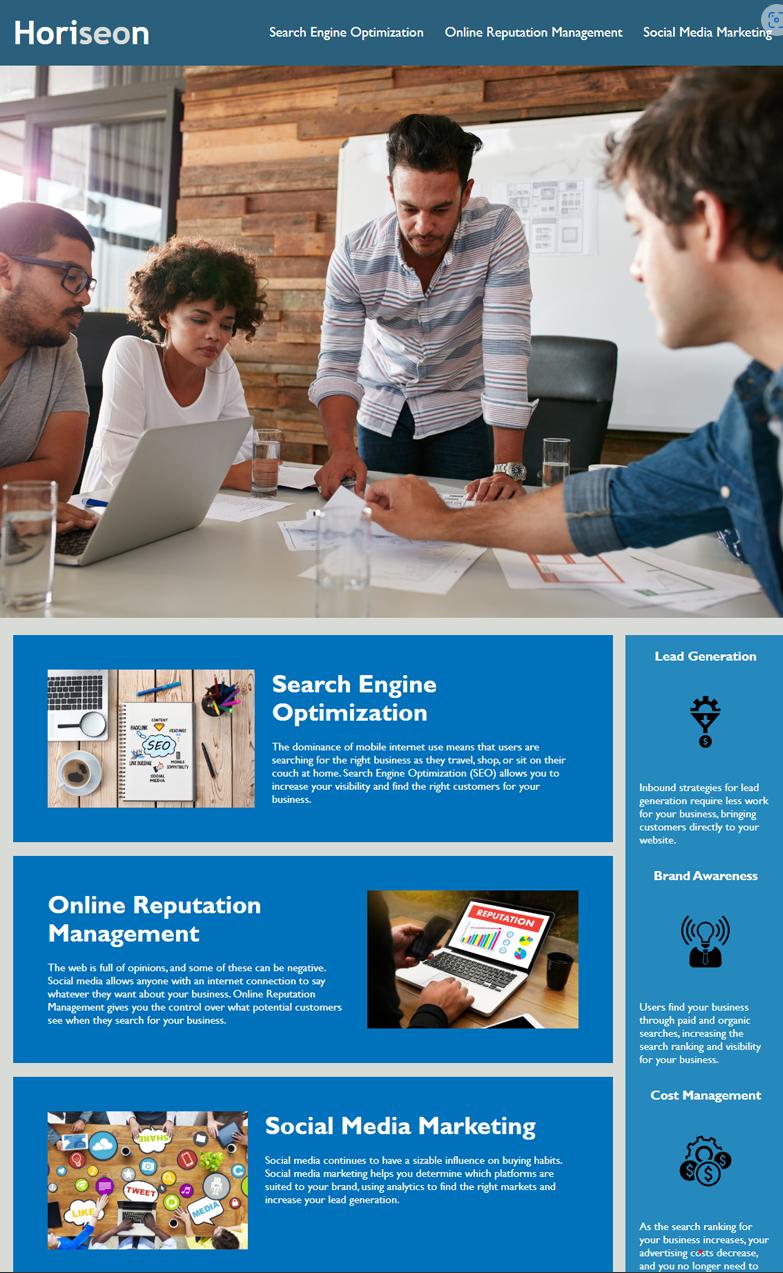 Horiseon
Search Engine Optimization
Online Reputation Management
Social Media Marketing
Search Engine
Optimization
The dominance of mobile internet use means that users are
searching for the right business as they travel, shop, or sit on their
couch at home. Search Engine Optimization (SEO) allows you to
increase your visibility and find the right customers for your
business.
CONTENT
BACKLINK
HEADINGS
SEO
LINK BUILDING
MOBILE
COMPATIBILITY
SOCIAL
MEDIA
Online Reputation
Management
The web is full of opinions, and some of these can be negative.
Social media allows anyone with an internet connection to say
whatever they want about your business. Online Reputation
Management gives you the control over what potential customers
see when they search for your business.
REPUTATION
Social Media Marketing
Social media continues to have a sizable influence on buying habits.
Social media marketing helps you determine which platforms are
suited to your brand, using analytics to find the right markets and
increase your lead generation.
SHARE
TWEET
LIKE
MEDIA
Lead Generation
$
Inbound strategies for lead
generation require less work
for your business, bringing
customers directly to your
website.
Brand Awareness
Users find your business
through paid and organic
searches, increasing the
search ranking and visibility
for your business.
Cost Management
$ $ $
As the search ranking for
your business increases, your
advertising costs decrease,
and you no longer need to